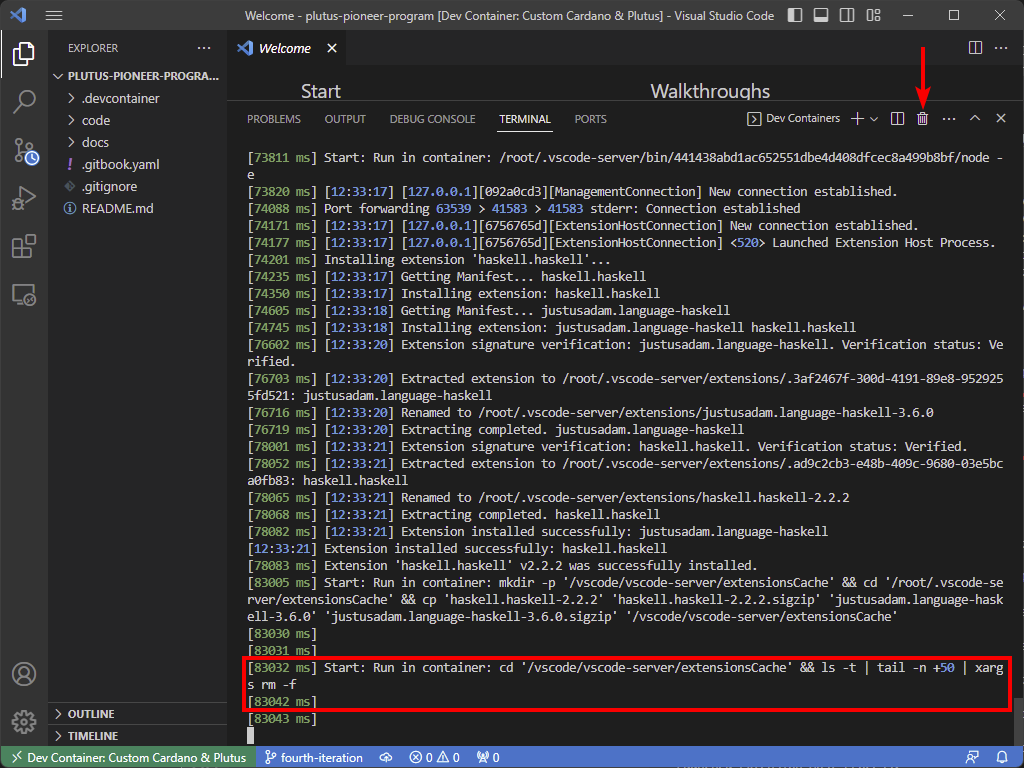 Welcome - plutus-pioneer-program [Dev Container: Custom Cardano & Plutus] - Visual Studio Code
EXPLORER
PLUTUS-PIONEER-PROGRA...
.devcontainer
code
docs
! .gitbook.yaml
.gitignore
README.md
OUTLINE
TIMELINE
Welcome
Start
Walkthroughs
PROBLEMS OUTPUT DEBUG CONSOLE TERMINAL PORTS Dev Containers
[73811 ms] Start: Run in container: /root/.vscode-server/bin/441438abd1ac652551dbe4d408dfcec8a499b8bf/node -
e
[73820 ms] [12:33:17] [127.0.0.1][092a0cd3][ManagementConnection] New connection established.
[74088 ms] Port forwarding 63539 > 41583 > 41583 stderr: Connection established
[74171 ms] [12:33:17] [127.0.0.1][6756765d][ExtensionHostConnection] New connection established.
[74177 ms] [12:33:17] [127.0.0.1][6756765d][ExtensionHostConnection] <520> Launched Extension Host Process.
[74201 ms] Installing extension 'haskell.haskell'...
[74235 ms] [12:33:17] Getting Manifest... haskell.haskell
[74350 ms] [12:33:17] Installing extension: haskell.haskell
[74605 ms] [12:33:18] Getting Manifest... justusadam.language-haskell
[74745 ms] [12:33:18] Installing extension: justusadam.language-haskell haskell.haskell
[76602 ms] [12:33:20] Extension signature verification: justusadam.language-haskell. Verification status: Ve
rified.
[76703 ms] [12:33:20] Extracted extension to /root/.vscode-server/extensions/.3af2467f-300d-4191-89e8-952925
5fd521: justusadam.language-haskell
[76716 ms] [12:33:20] Renamed to /root/.vscode-server/extensions/justusadam.language-haskell-3.6.0
[76719 ms] [12:33:20] Extracting completed. justusadam.language-haskell
[78001 ms] [12:33:21] Extension signature verification: haskell.haskell. Verification status: Verified.
[78052 ms] [12:33:21] Extracted extension to /root/.vscode-server/extensions/.ad9c2cb3-e48b-409c-9680-03e5bc
a0fb83: haskell.haskell
[78065 ms] [12:33:21] Renamed to /root/.vscode-server/extensions/haskell.haskell-2.2.2
[78068 ms] [12:33:21] Extracting completed. haskell.haskell
[78082 ms] [12:33:21] Extension installed successfully: justusadam.language-haskell
[12:33:21] Extension installed successfully: haskell.haskell
[78083 ms] Extension 'haskell.haskell' v2.2.2 was successfully installed.
[83005 ms] Start: Run in container: mkdir -p '/vscode/vscode-server/extensionsCache' && cd '/root/.vscode-se
rver/extensionsCache' && cp 'haskell.haskell-2.2.2' 'haskell.haskell-2.2.2.sigzip' 'justusadam.language-hask
ell-3.6.0' 'justusadam.language-haskell-3.6.0.sigzip' '/vscode/vscode-server/extensionsCache'
[83030 ms]
[83031 ms]
[83032 ms] Start: Run in container: cd '/vscode/vscode-server/extensionsCache' && ls -t | tail -n +50 | xarg
s rm -f
[83042 ms]
[83043 ms]
Dev Container: Custom Cardano & Plutus fourth-iteration 0 0 0